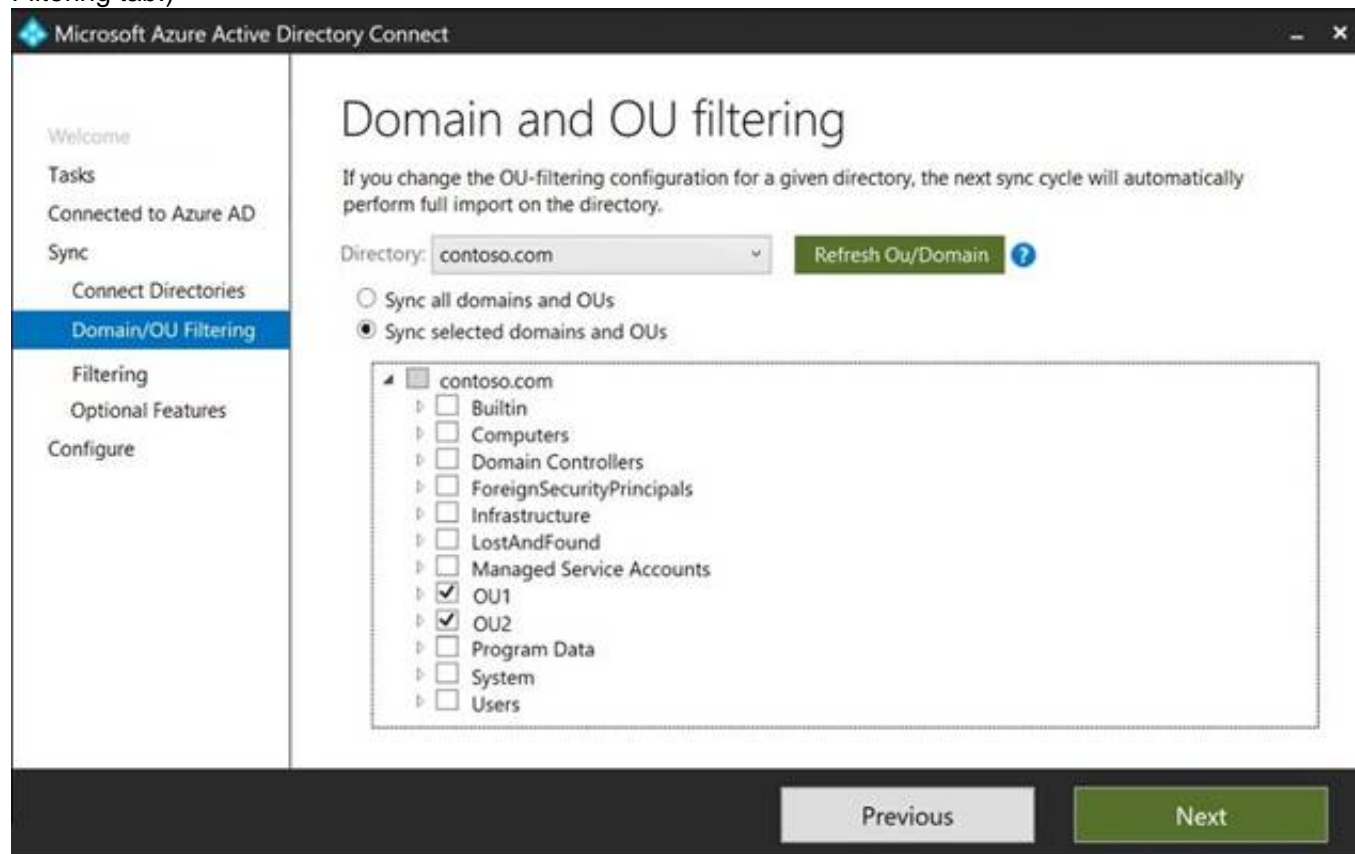 Filtering tab.)
Microsoft Azure Active Directory Connect
Welcome
Tasks
Connected to Azure AD
Sync
Connect Directories
Domain/OU Filtering
Filtering
Optional Features
Configure
Domain and OU filtering
If you change the OU-filtering configuration for a given directory, the next sync cycle will automatically
perform full import on the directory.
Directory: contoso.com Refresh Ou/Domain ?
Sync all domains and OUs
Sync selected domains and OUs
contoso.com
Builtin
Computers
Domain Controllers
ForeignSecurityPrincipals
Infrastructure
LostAndFound
Managed Service Accounts
OU1
OU2
Program Data
System
Users
Previous Next